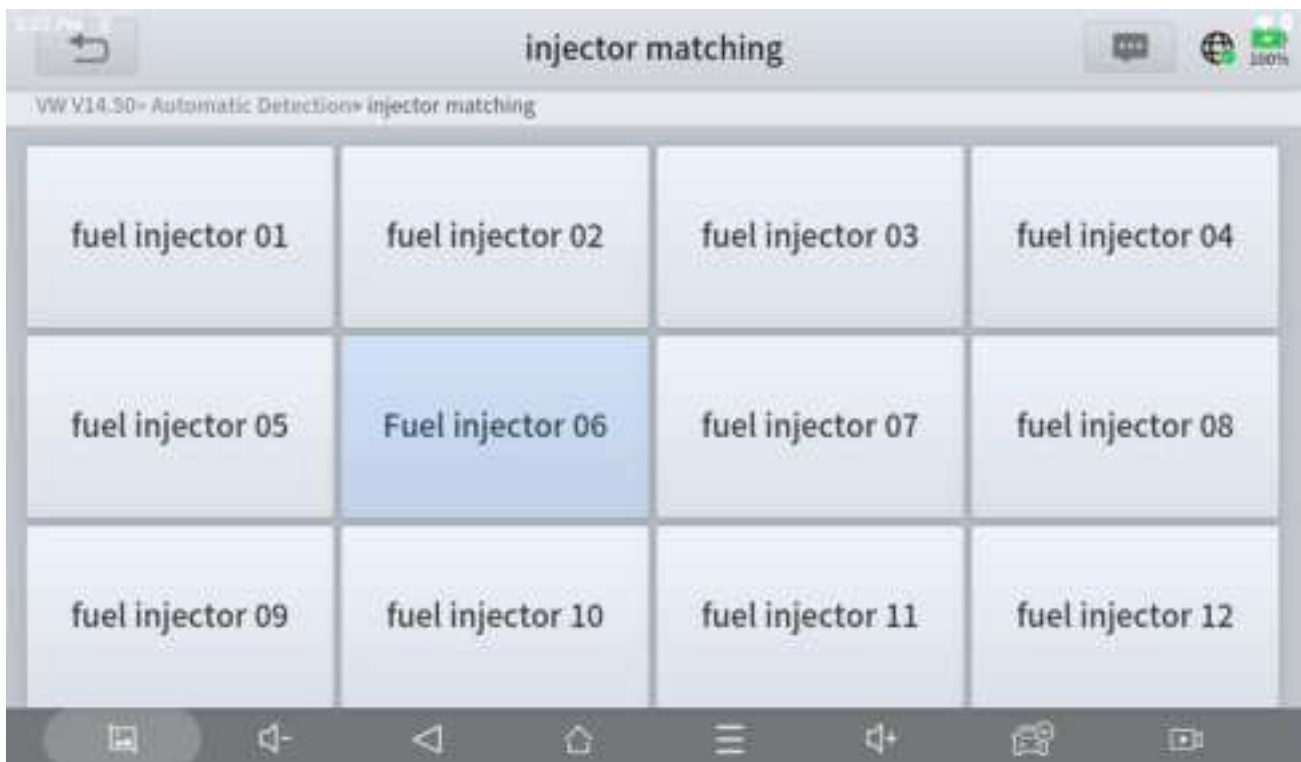 injector matching
100%
VW V14.50> Automatic Detection> injector matching
fuel injector 01
fuel injector 02
fuel injector 03
fuel injector 04
fuel injector 05
Fuel injector 06
fuel injector 07
fuel injector 08
fuel injector 09
fuel injector 10
fuel injector 11
fuel injector 12